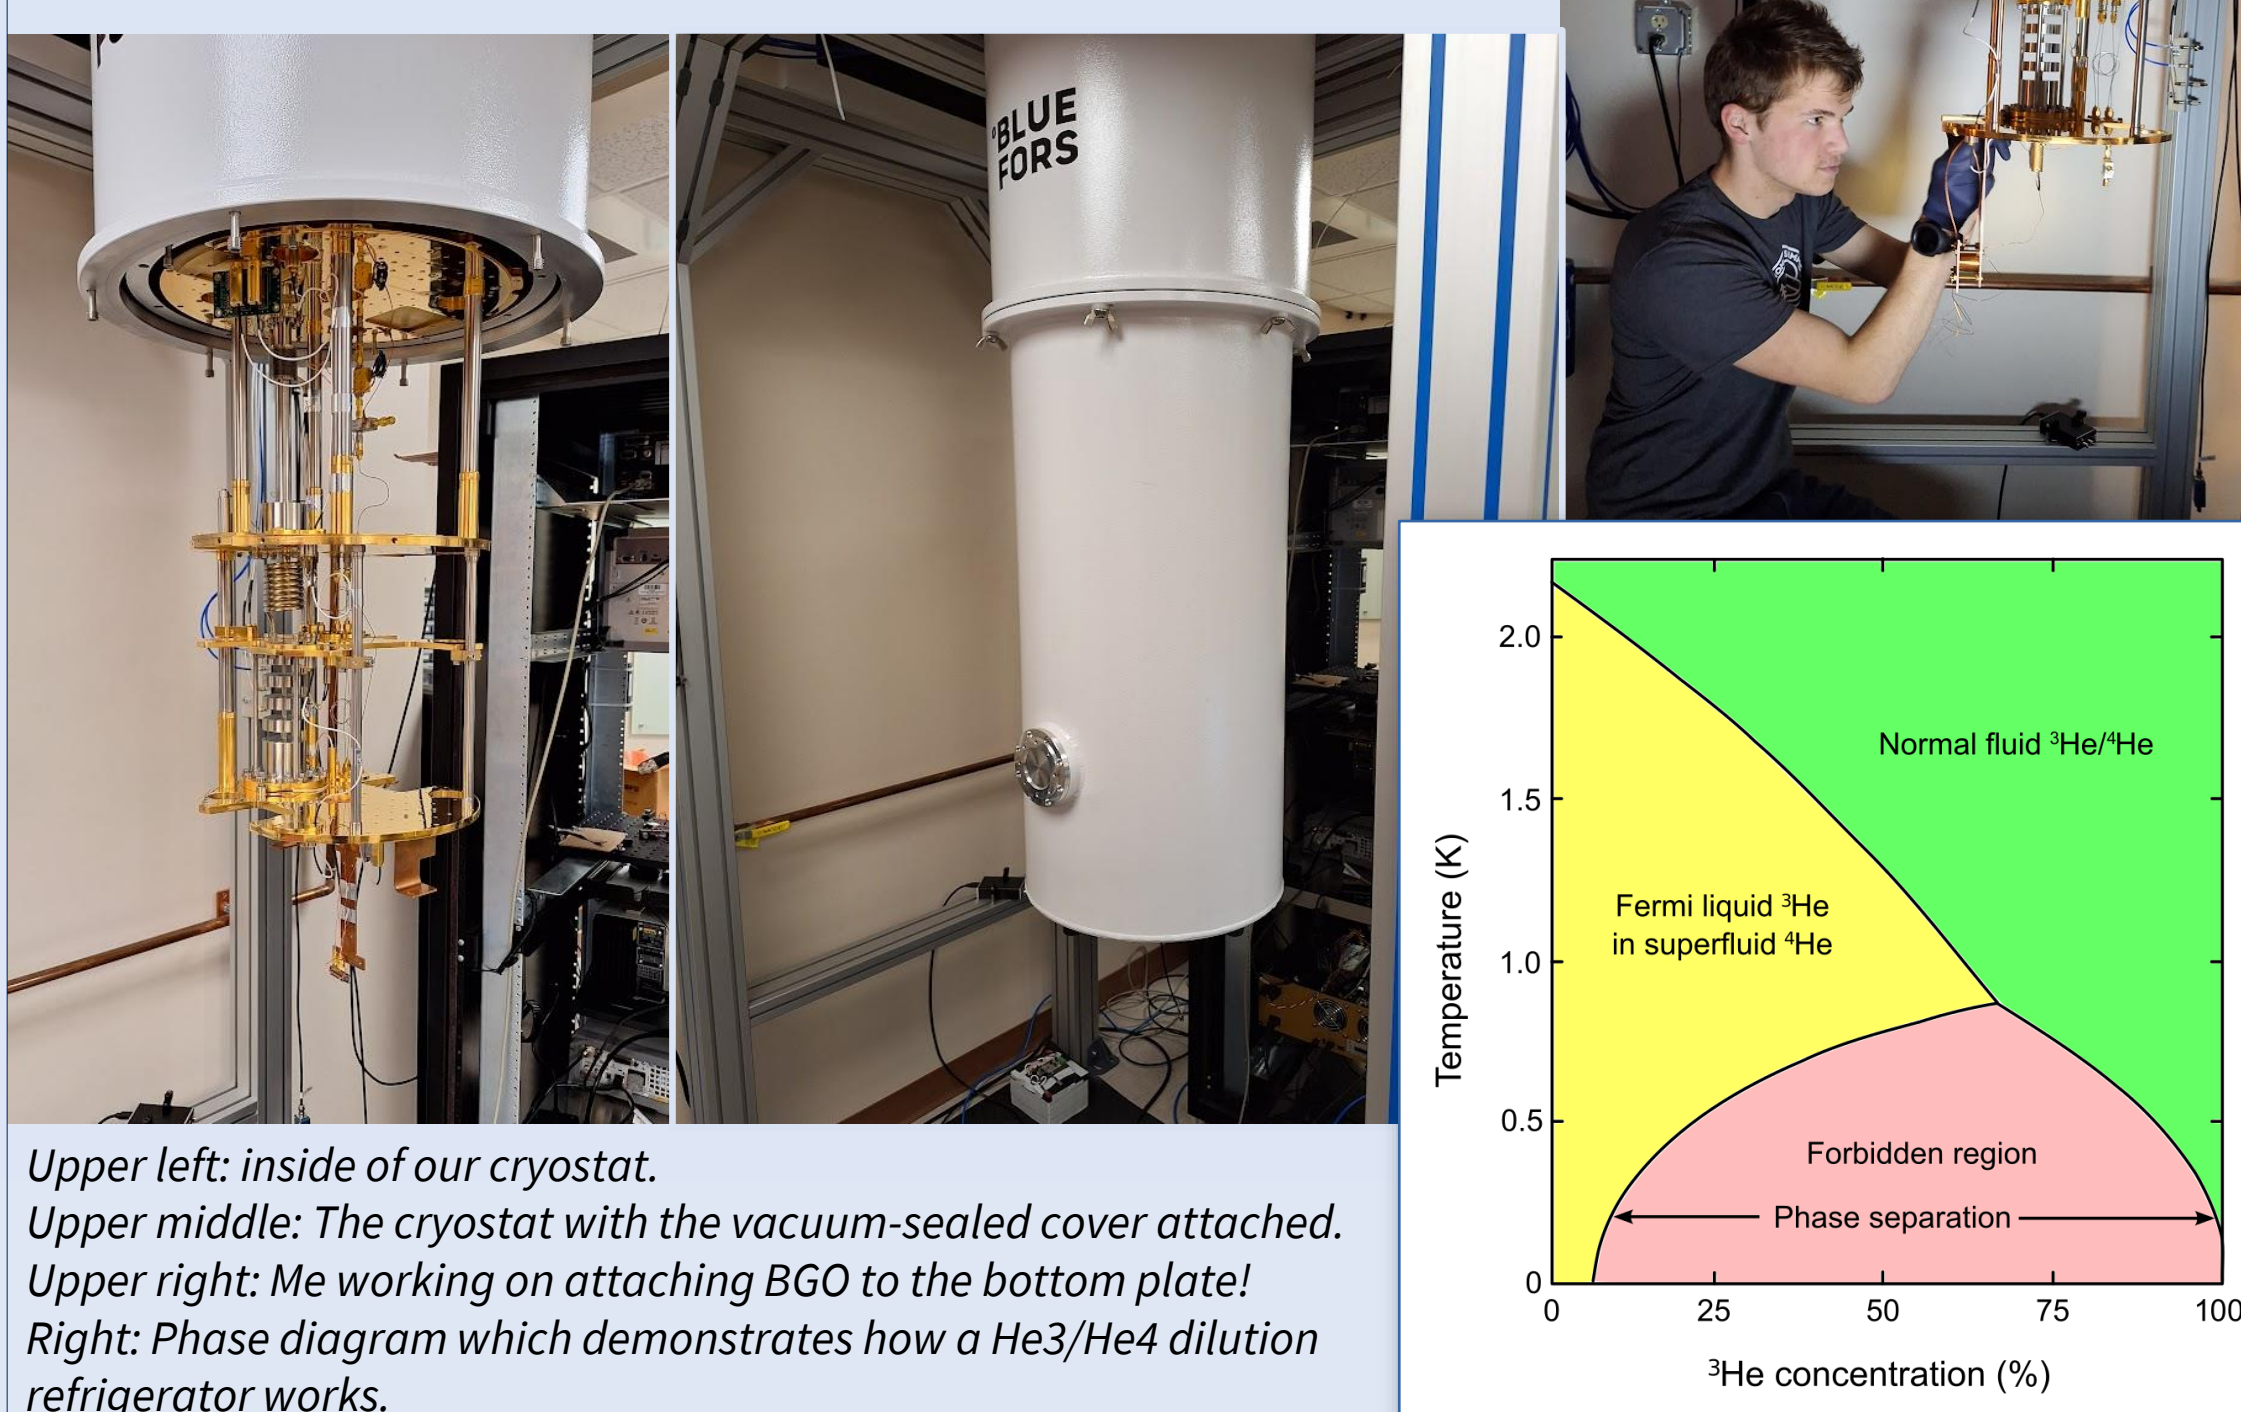 BLUE
FORS
2.0
1.5
1.0
0.5
0
0
25
50
75
100
Temperature (K)
³He concentration (%)
Normal fluid ³He/⁴He
Fermi liquid ³He
in superfluid ⁴He
Forbidden region
Phase separation
Upper left: inside of our cryostat.
Upper middle: The cryostat with the vacuum-sealed cover attached.
Upper right: Me working on attaching BGO to the bottom plate!
Right: Phase diagram which demonstrates how a He3/He4 dilution
refrigerator works.